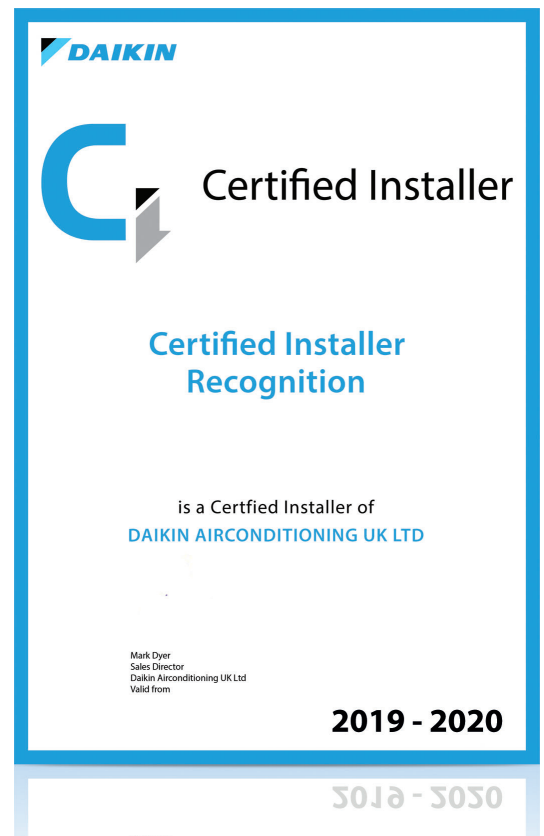 DAIKIN
Certified Installer
Certified Installer
Recognition
is a Certfied Installer of
DAIKIN AIRCONDITIONING UK LTD
Mark Dyer
Sales Director
Daikin Airconditioning UK Ltd
Valid from
2019 - 2020
2019 - 2020